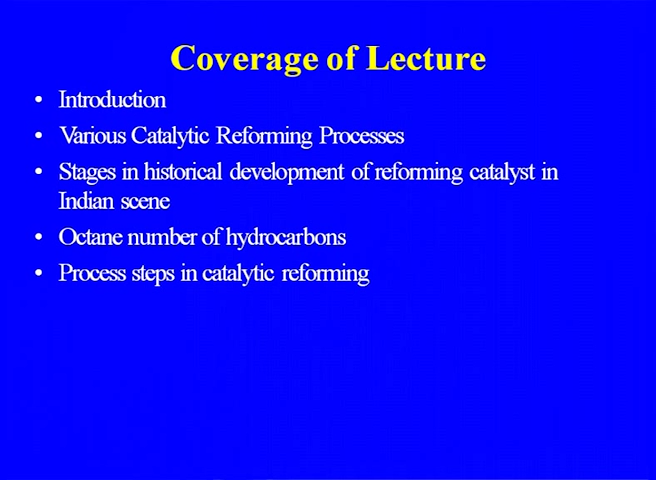 Coverage of Lecture
• Introduction
• Various Catalytic Reforming Processes
• Stages in historical development of reforming catalyst in
Indian scene
• Octane number of hydrocarbons
• Process steps in catalytic reforming